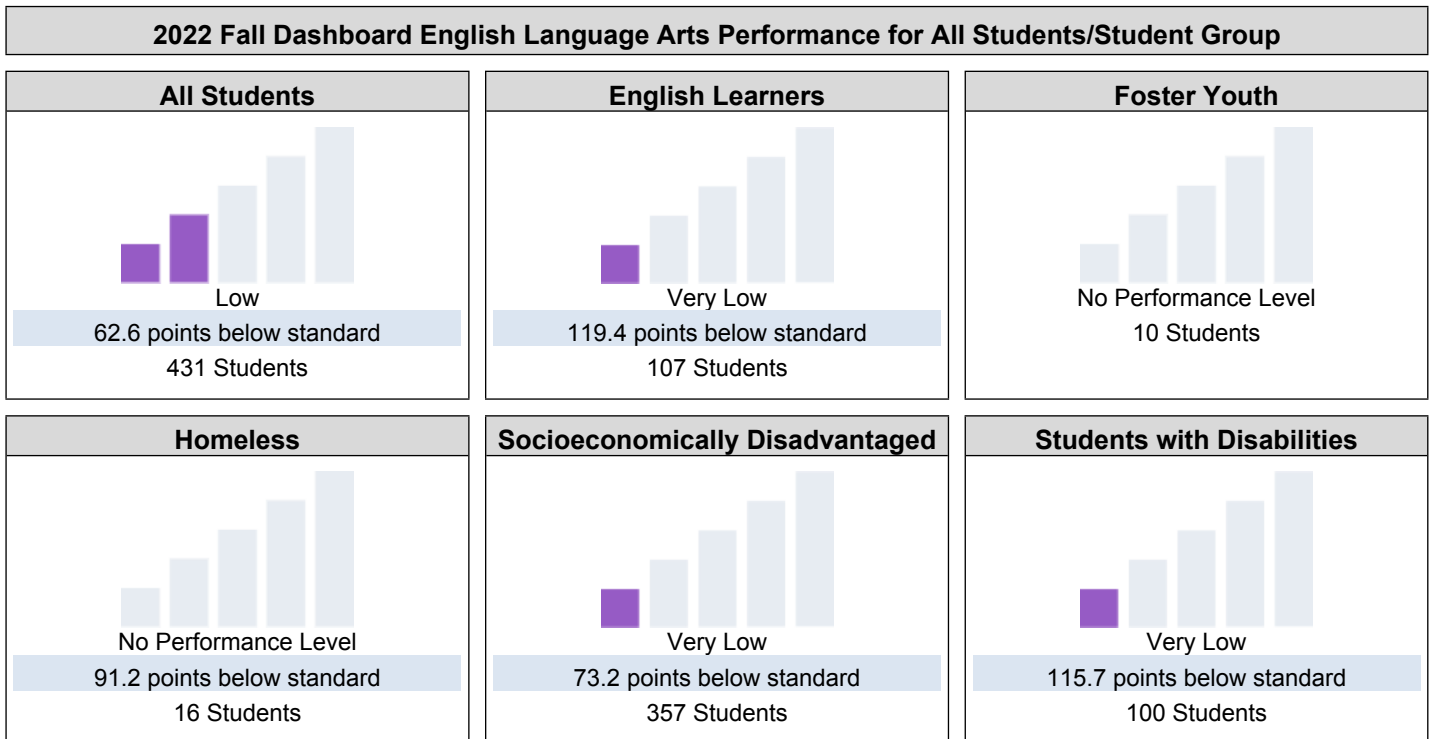 2022 Fall Dashboard English Language Arts Performance for All Students/Student Group
All Students
Low
62.6 points below standard
431 Students
English Learners
Very Low
119.4 points below standard
107 Students
Foster Youth
No Performance Level
10 Students
Homeless
No Performance Level
91.2 points below standard
16 Students
Socioeconomically Disadvantaged
Very Low
73.2 points below standard
357 Students
Students with Disabilities
Very Low
115.7 points below standard
100 Students